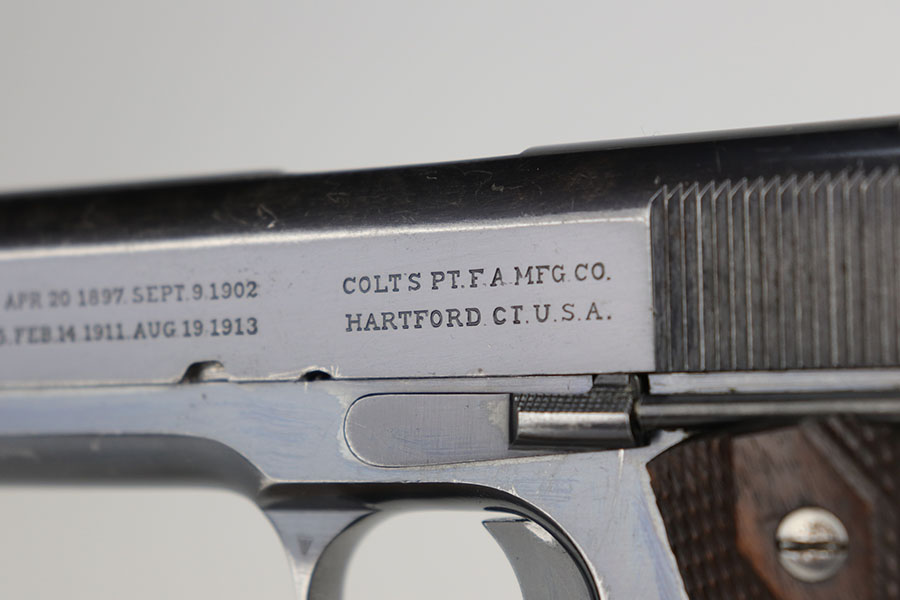 APR 20 1897. SEPT. 9. 1902
FEB. 14. 1911. AUG. 19. 1913
COLT'S PT. F. A. MFG. CO.
HARTFORD. CT. U.S.A.